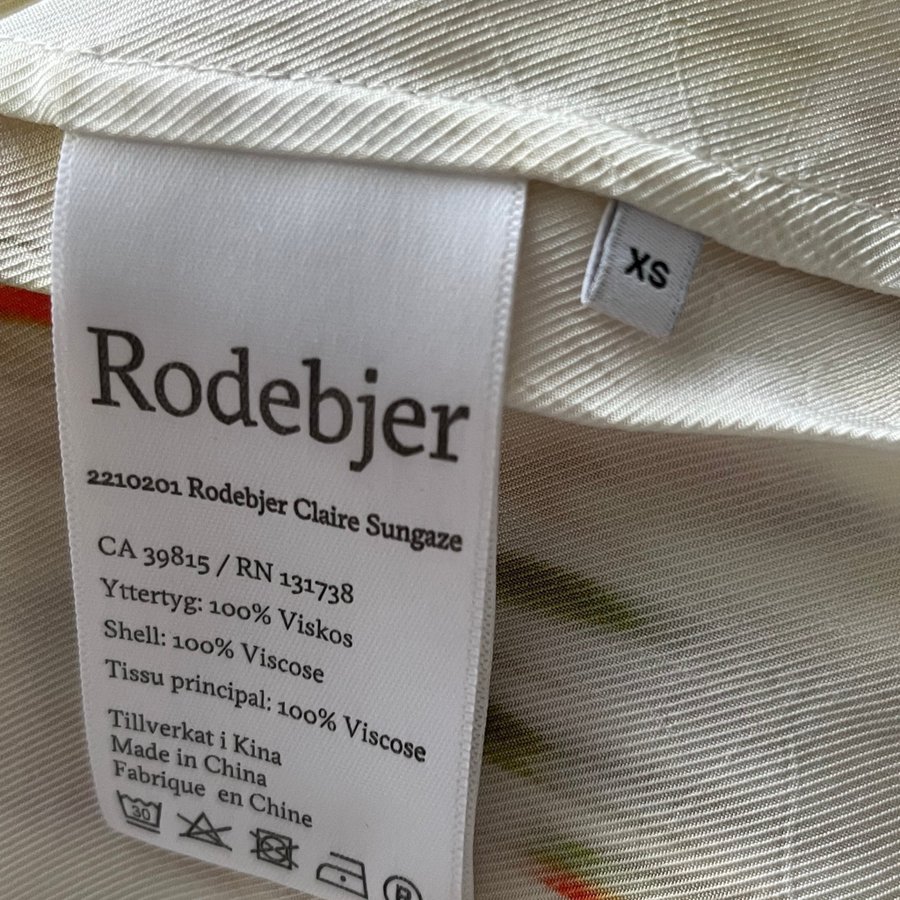 XS
Rodebjer
2210201 Rodebjer Claire Sungaze
CA 39815 / RN 131738
Yttertyg: 100% Viskos
Shell: 100% Viscose
Tissu principal: 100% Viscose
Tillverkat i Kina
Made in China
Fabrique en Chine
30